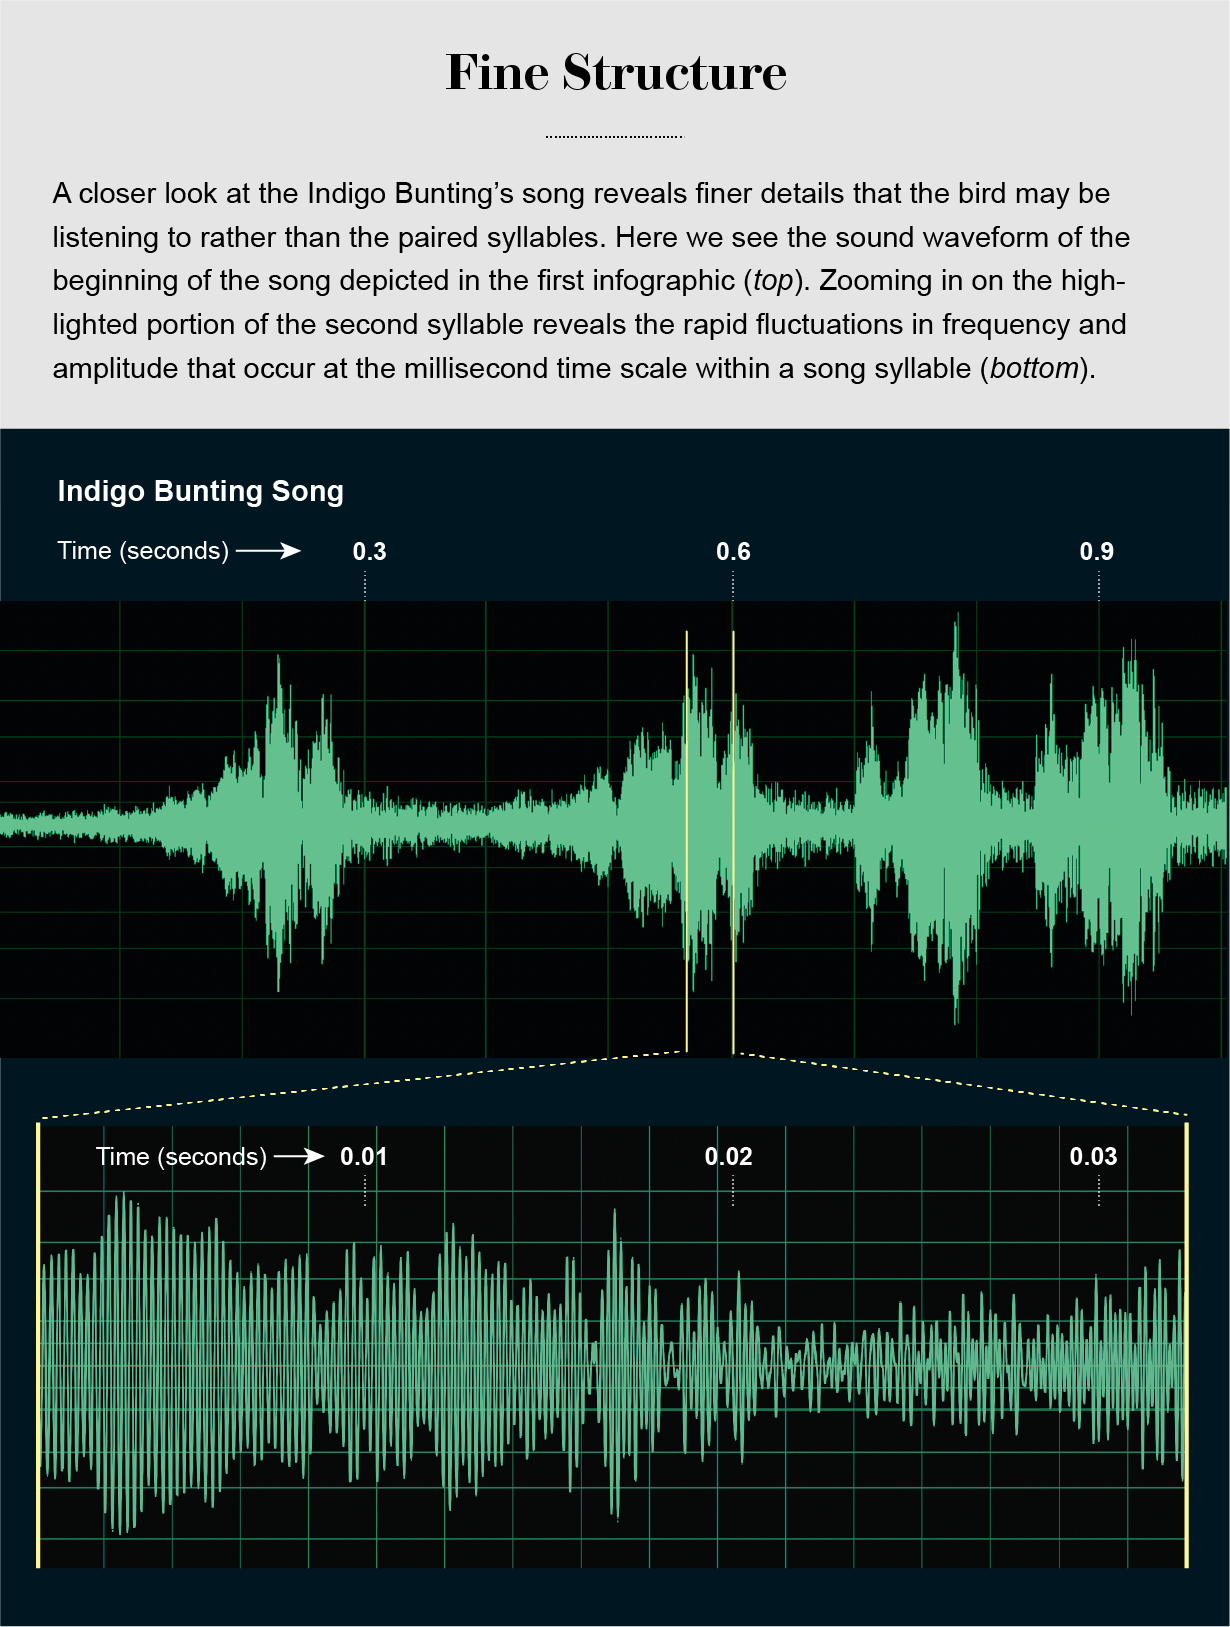 Fine Structure
A closer look at the Indigo Bunting’s song reveals finer details that the bird may be
listening to rather than the paired syllables. Here we see the sound waveform of the
beginning of the song depicted in the first infographic (top). Zooming in on the high-
lighted portion of the second syllable reveals the rapid fluctuations in frequency and
amplitude that occur at the millisecond time scale within a song syllable (bottom).
Indigo Bunting Song
Time (seconds) 0.3 0.6 0.9
Time (seconds) 0.01 0.02 0.03